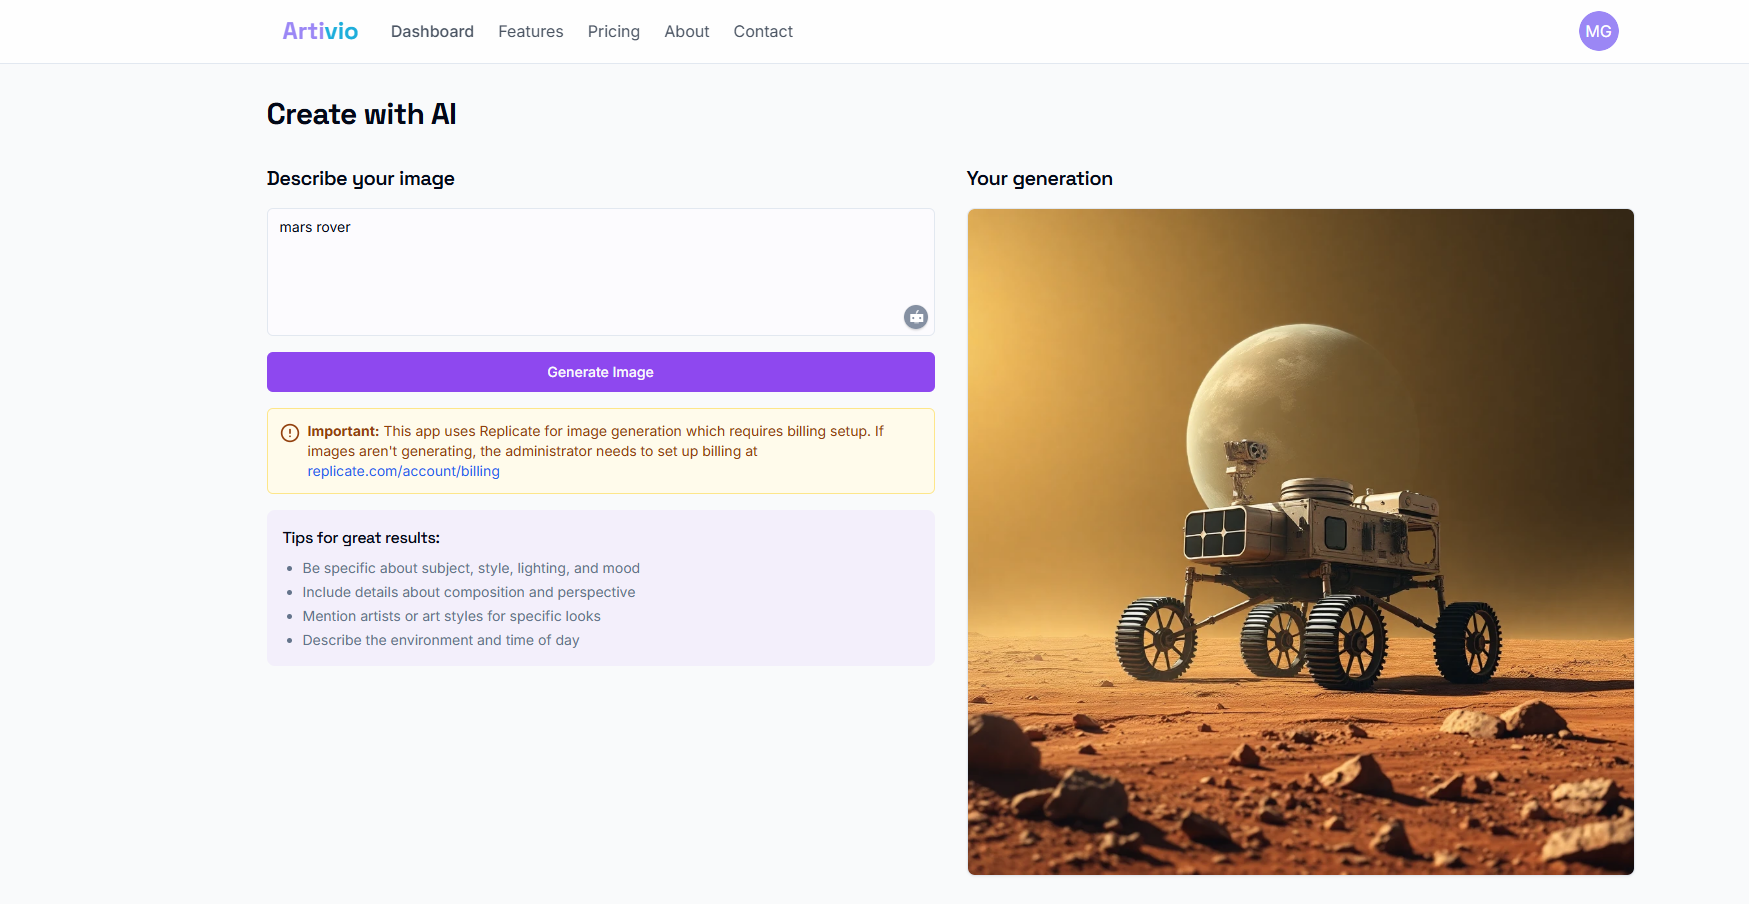 Artivio
Dashboard
Features
Pricing
About
Contact
MG
Create with AI
Describe your image
mars rover
Generate Image
Important: This app uses Replicate for image generation which requires billing setup. If
images aren't generating, the administrator needs to set up billing at
replicate.com/account/billing
Tips for great results:
Be specific about subject, style, lighting, and mood
Include details about composition and perspective
Mention artists or art styles for specific looks
Describe the environment and time of day
Your generation